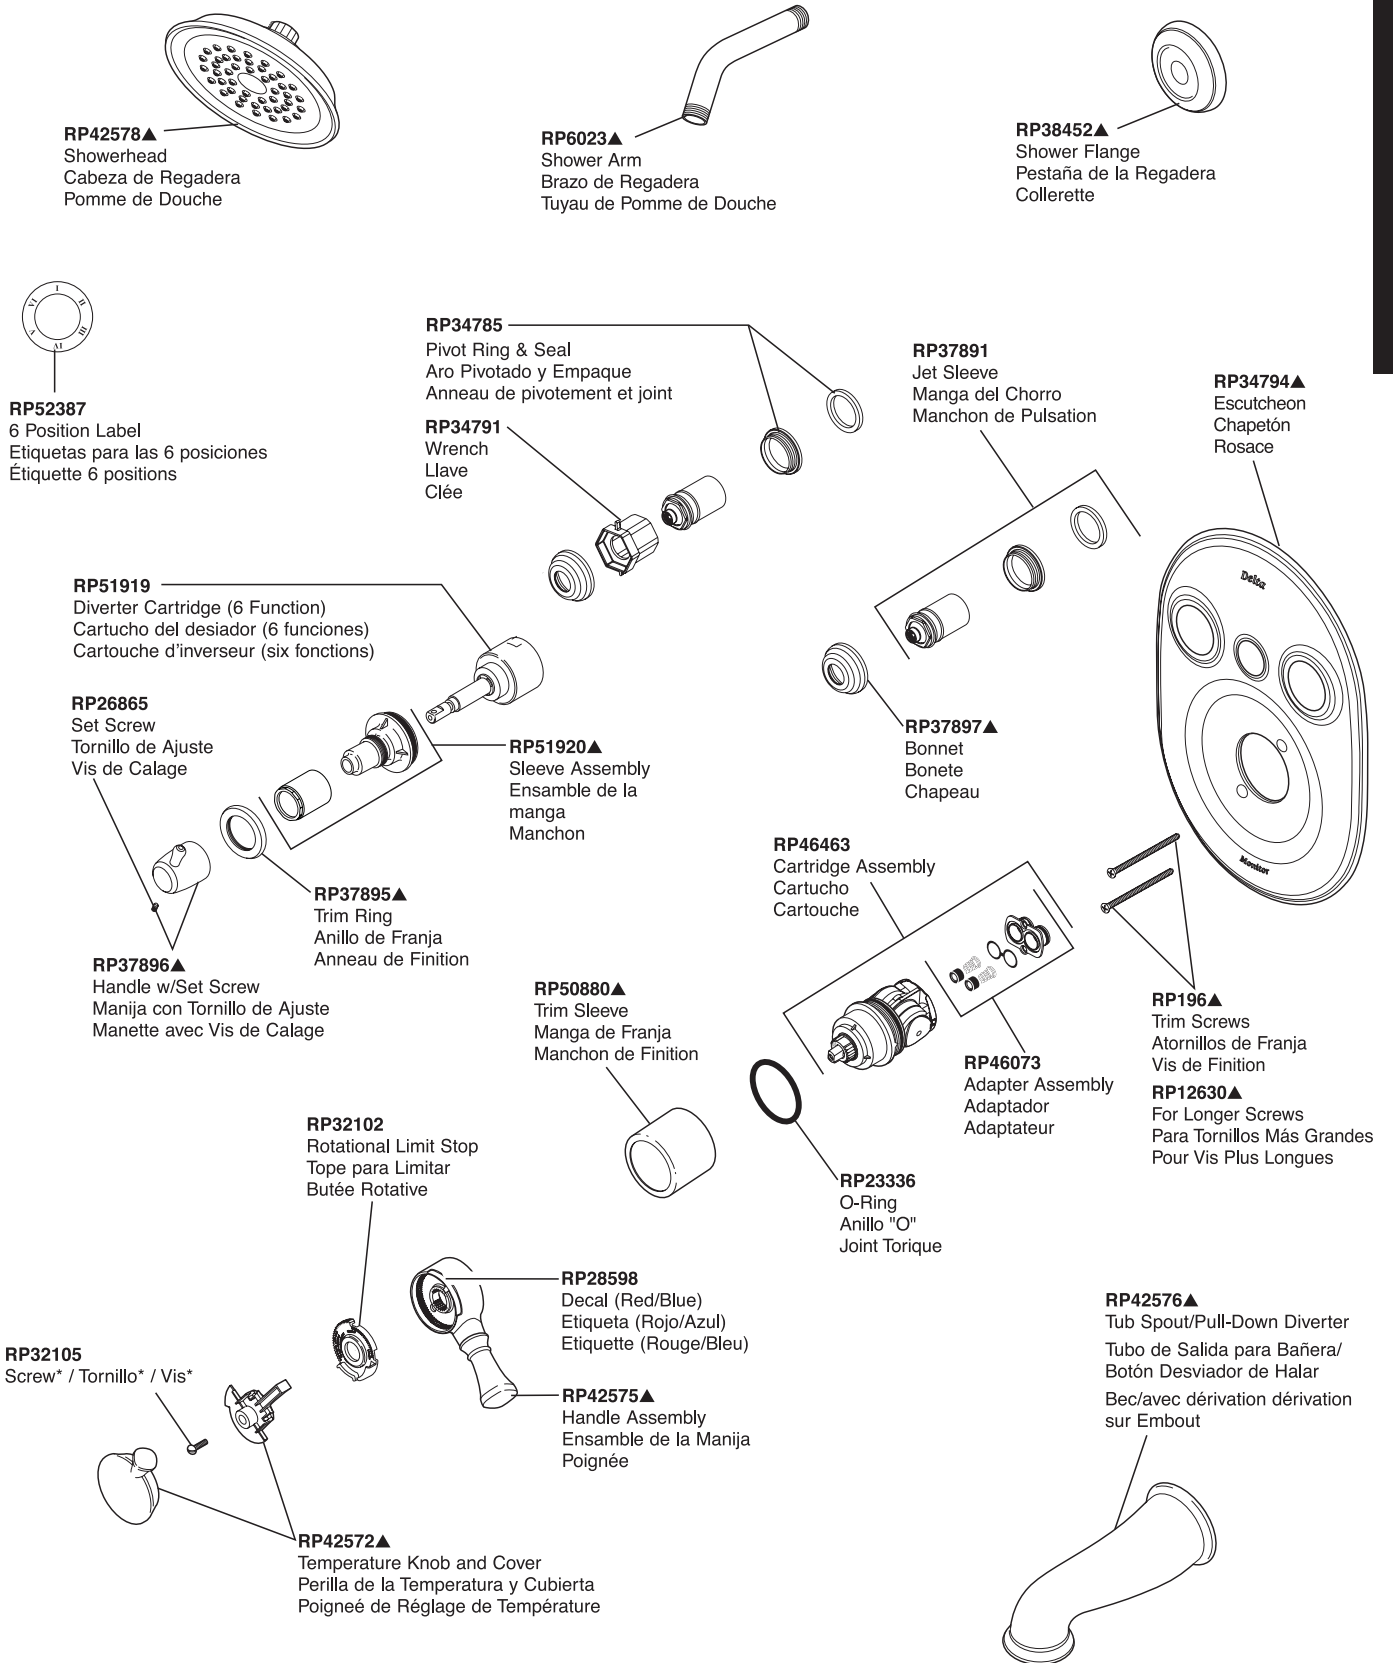 RP42578▲
Showerhead
Cabeza de Regadera
Pomme de Douche
RP6023▲
Shower Arm
Brazo de Regadera
Tuyau de Pomme de Douche
RP38452▲
Shower Flange
Pestaña de la Regadera
Collerette
I
II
III
IV
V
VI
RP52387
6 Position Label
Etiquetas para las 6 posiciones
Étiquette 6 positions
RP34785
Pivot Ring & Seal
Aro Pivotado y Empaque
Anneau de pivotement et joint
RP34791
Wrench
Llave
Clée
RP37891
Jet Sleeve
Manga del Chorro
Manchon de Pulsation
RP34794▲
Escutcheon
Chapetón
Rosace
Delta
Monitor
RP51919
Diverter Cartridge (6 Function)
Cartucho del desiador (6 funciones)
Cartouche d'inverseur (six fonctions)
RP26865
Set Screw
Tornillo de Ajuste
Vis de Calage
RP51920▲
Sleeve Assembly
Ensamble de la
manga
Manchon
RP37897▲
Bonnet
Bonete
Chapeau
RP37895▲
Trim Ring
Anillo de Franja
Anneau de Finition
RP37896▲
Handle w/Set Screw
Manija con Tornillo de Ajuste
Manette avec Vis de Calage
RP46463
Cartridge Assembly
Cartucho
Cartouche
RP50880▲
Trim Sleeve
Manga de Franja
Manchon de Finition
RP46073
Adapter Assembly
Adaptador
Adaptateur
RP196▲
Trim Screws
Atornillos de Franja
Vis de Finition
RP12630▲
For Longer Screws
Para Tornillos Más Grandes
Pour Vis Plus Longues
RP32102
Rotational Limit Stop
Tope para Limitar
Butée Rotative
RP23336
O-Ring
Anillo "O"
Joint Torique
RP28598
Decal (Red/Blue)
Etiqueta (Rojo/Azul)
Etiquette (Rouge/Bleu)
RP42575▲
Handle Assembly
Ensamble de la Manija
Poignée
RP32105
Screw* / Tornillo* / Vis*
RP42572▲
Temperature Knob and Cover
Perilla de la Temperatura y Cubierta
Poigneé de Réglage de Température
RP42576▲
Tub Spout/Pull-Down Diverter
Tubo de Salida para Bañera/
Botón Desviador de Halar
Bec/avec dérivation dérivation
sur Embout